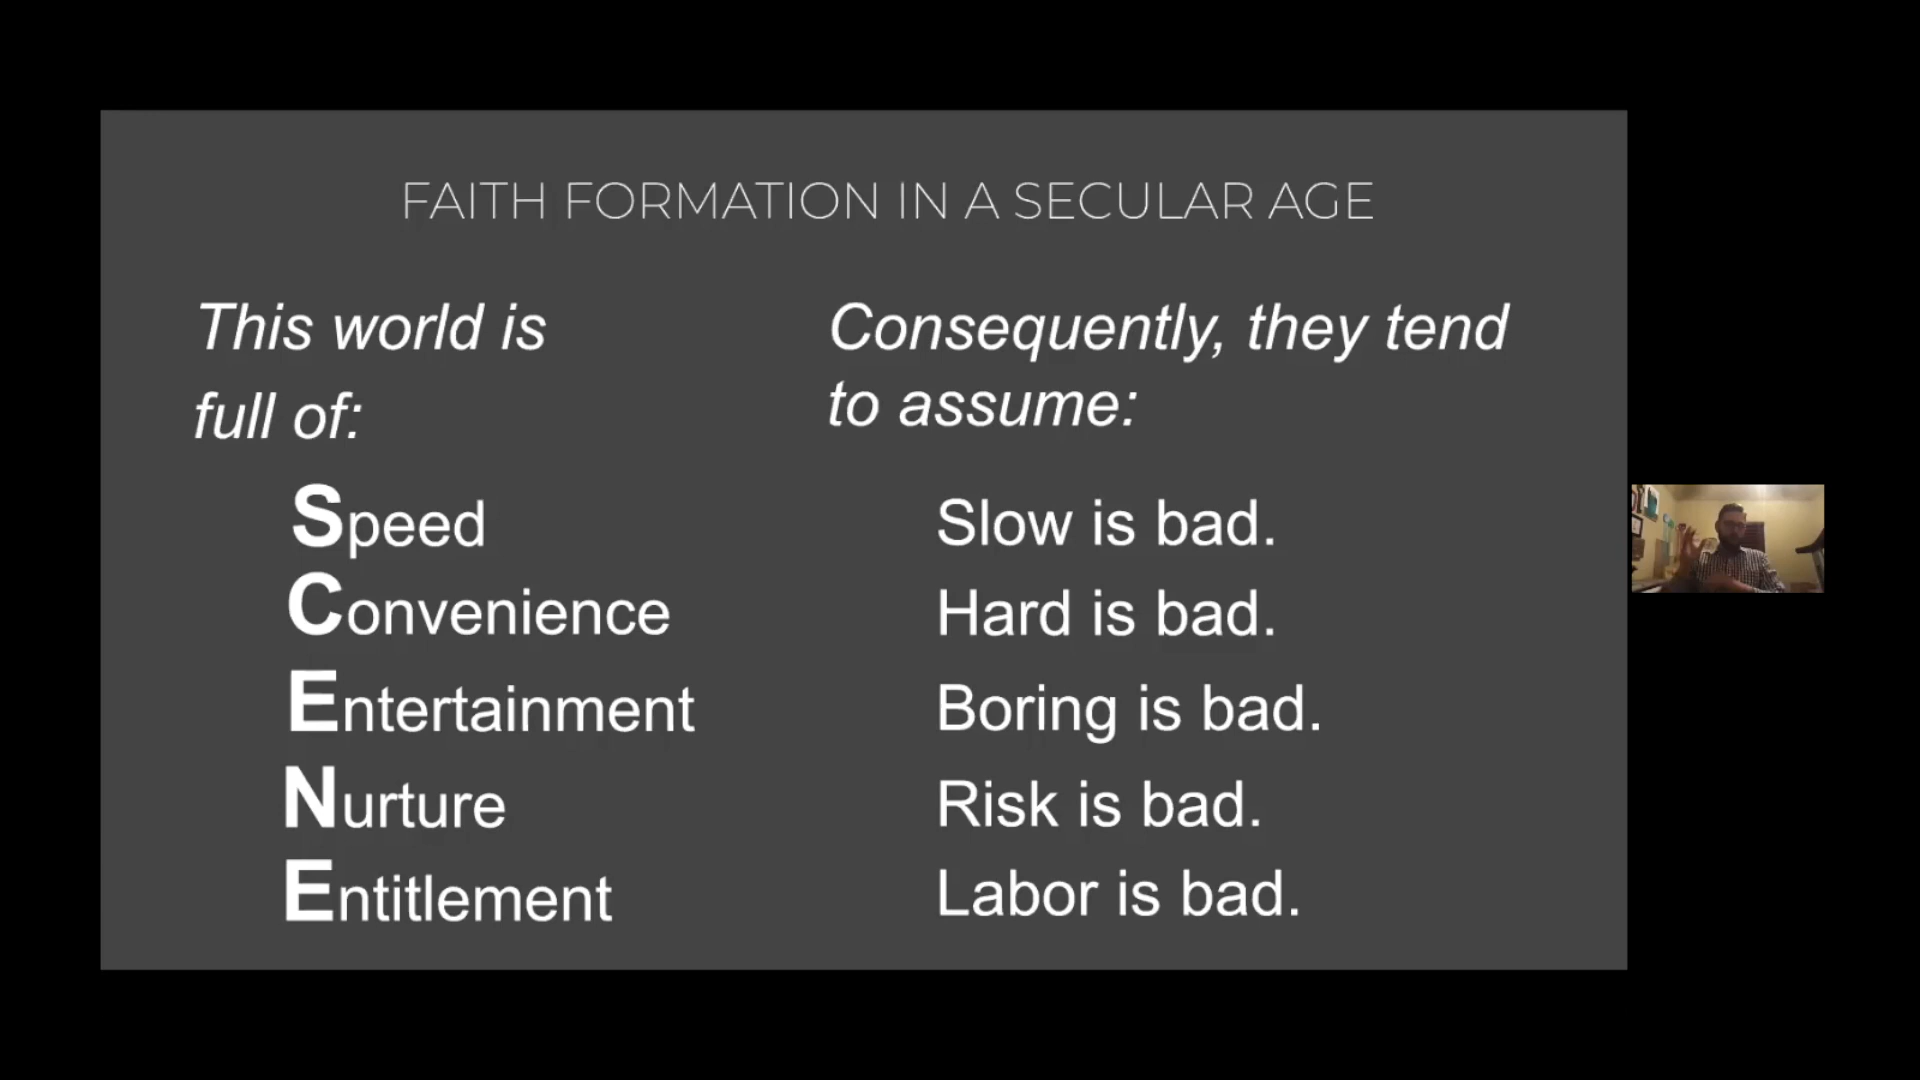 FAITH FORMATION IN A SECULAR AGE
This world is
full of:
Speed
Convenience
Entertainment
Nurture
Entitlement
Consequently, they tend
to assume:
Slow is bad.
Hard is bad.
Boring is bad.
Risk is bad.
Labor is bad.